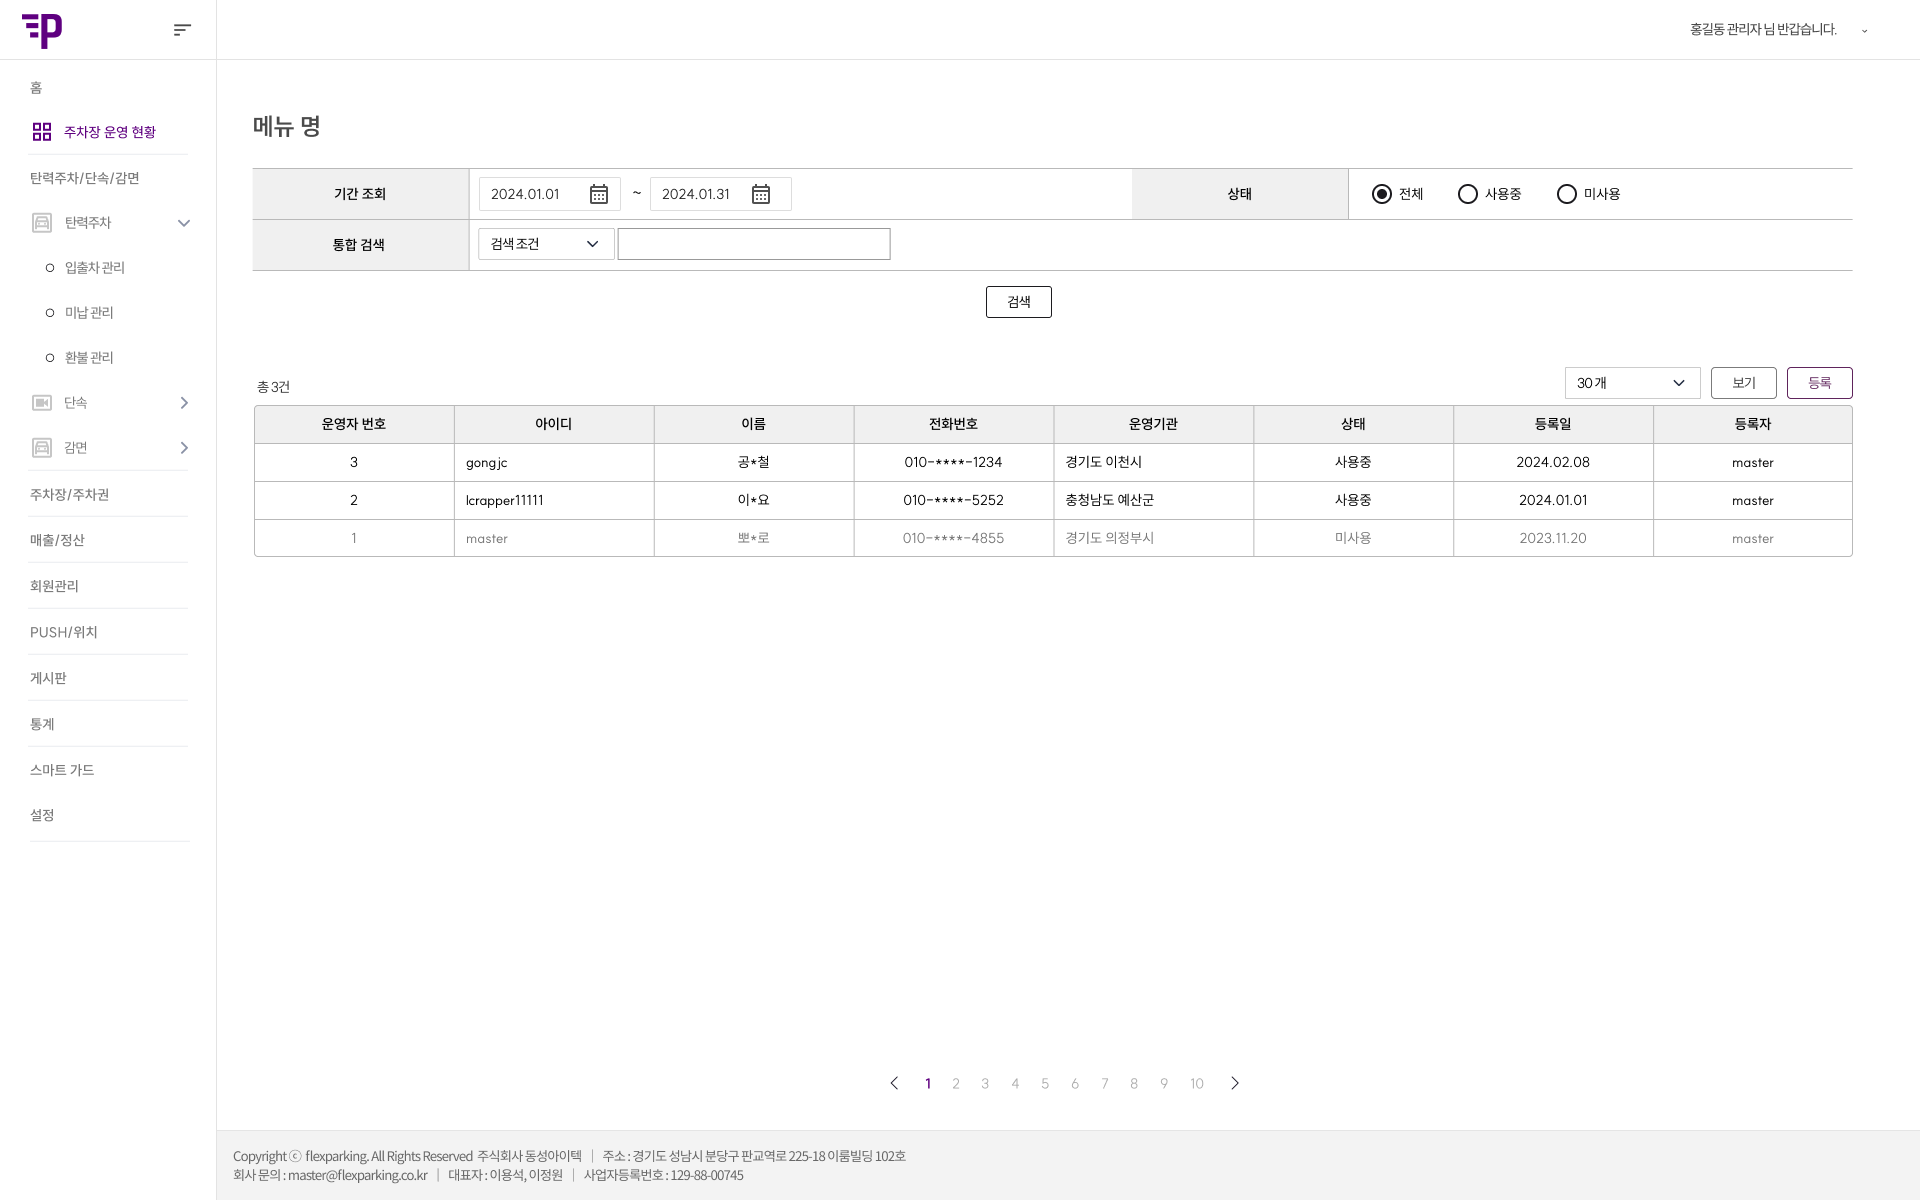 홍길동 관리자 님 반갑습니다.
홈
주차장 운영 현황
탄력주차/단속/감면
탄력주차
입출차 관리
미납 관리
환불 관리
단속
감면
주차장/주차권
매출/정산
회원관리
PUSH/위치
게시판
통계
스마트 가드
설정
메뉴 명
기간 조회 2024.01.01 ~ 2024.01.31 상태 전체 사용중 미사용
통합 검색 검색 조건
검색
총 3건 30개 보기 등록
운영자 번호 아이디 이름 전화번호 운영기관 상태 등록일 등록자
3 gongjc 공*철 010-****-1234 경기도 이천시 사용중 2024.02.08 master
2 lcrapper11111 이*요 010-****-5252 충청남도 예산군 사용중 2024.01.01 master
1 master 뽀*로 010-****-4855 경기도 의정부시 미사용 2023.11.20 master
1 2 3 4 5 6 7 8 9 10
Copyright ⓒ flexparking. All Rights Reserved 주식회사 동성아이텍 | 주소 : 경기도 성남시 분당구 판교역로 225-18 이룸빌딩 102호
회사 문의 : master@flexparking.co.kr | 대표자 : 이용석, 이정원 | 사업자등록번호 : 129-88-00745